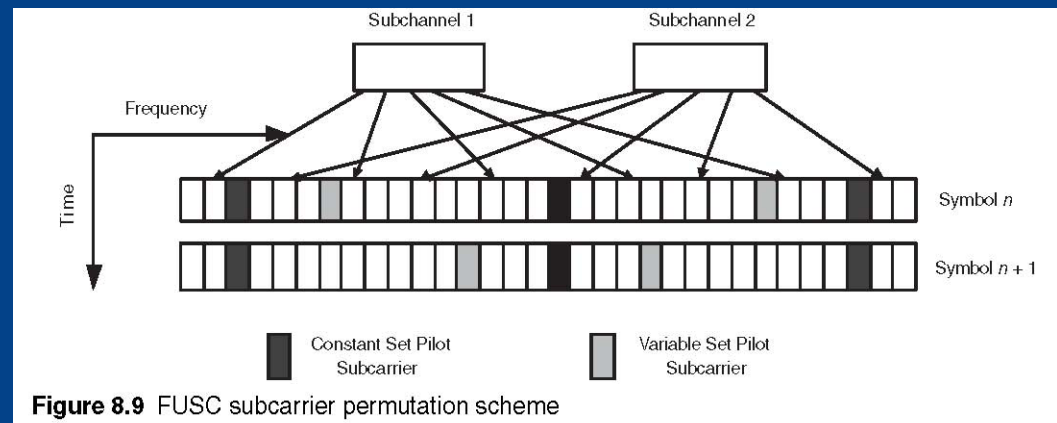 Subchannel 1
Subchannel 2
Frequency
Time
Symbol n
Symbol n + 1
Constant Set Pilot
Subcarrier
Variable Set Pilot
Subcarrier
Figure 8.9 FUSC subcarrier permutation scheme